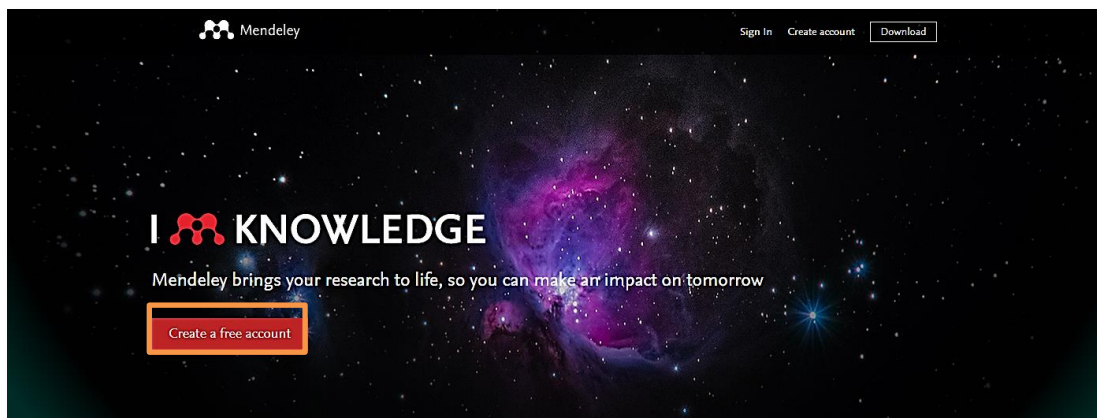 Mendeley
Sign In Create account Download
I KNOWLEDGE
Mendeley brings your research to life, so you can make an impact on tomorrow
Create a free account